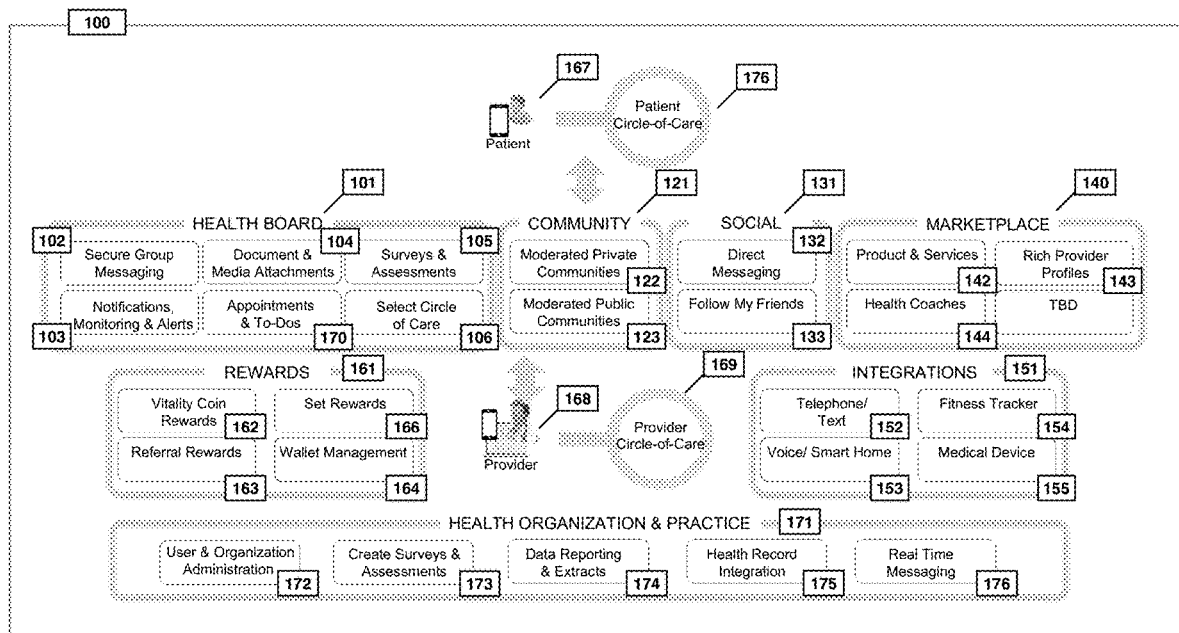 100
167
176
Patient
Circle-of-Care
Patient
101
121
131
140
HEALTH BOARD
COMMUNITY
SOCIAL
MARKETPLACE
102
104
105
132
Secure Group
Messaging
Document &
Media Attachments
Surveys &
Assessments
Moderated Private
Communities
122
Direct
Messaging
Product & Services
142
Rich Provider
Profiles
143
Notifications,
Monitoring & Alerts
103
Appointments
& To-Dos
170
Select Circle
of Care
106
Moderated Public
Communities
123
Follow My Friends
133
Health Coaches
144
TBD
REWARDS
161
169
INTEGRATIONS
151
Vitality Coin
Rewards
162
Set Rewards
166
168
Provider
Circle-of-Care
Provider
Telephone/
Text
152
Fitness Tracker
154
Referral Rewards
163
Wallet Management
164
Voice/ Smart Home
153
Medical Device
155
HEALTH ORGANIZATION & PRACTICE
171
User & Organization
Administration
172
Create Surveys &
Assessments
173
Data Reporting
& Extracts
174
Health Record
Integration
175
Real Time
Messaging
176